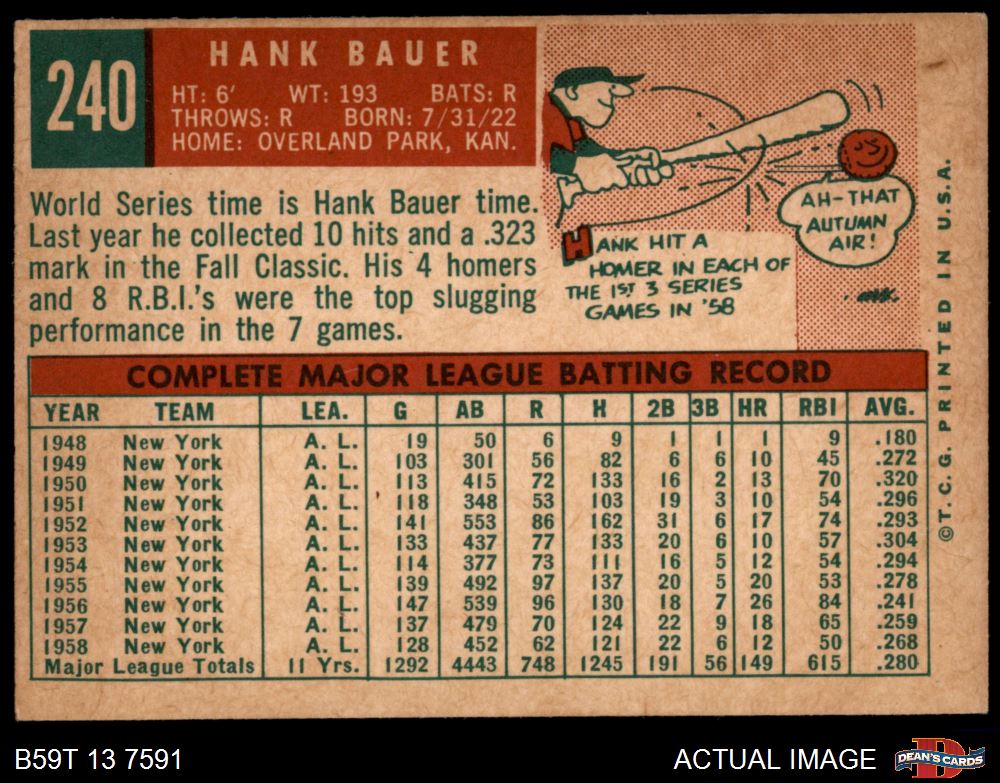 240
HANK BAUER
HT: 6' WT: 193 BATS: R
THROWS: R BORN: 7/31/22
HOME: OVERLAND PARK, KAN.
World Series time is Hank Bauer time.
Last year he collected 10 hits and a .323
mark in the Fall Classic. His 4 homers
and 8 R.B.I.'s were the top slugging
performance in the 7 games.
AH-THAT
AUTUMN
AIR!
HANK HIT A
HOMER IN EACH OF
THE 1ST 3 SERIES
GAMES IN '58
COMPLETE MAJOR LEAGUE BATTING RECORD
YEAR TEAM LEA. G AB R H 2B 3B HR RBI AVG.
1948 New York A. L. 19 50 6 9 1 1 1 9 .180
1949 New York A. L. 103 301 56 82 6 6 10 45 .272
1950 New York A. L. 113 415 72 133 16 2 13 70 .320
1951 New York A. L. 118 348 53 103 19 3 10 54 .296
1952 New York A. L. 141 553 86 162 31 6 17 74 .293
1953 New York A. L. 133 437 77 133 20 6 10 57 .304
1954 New York A. L. 114 377 73 111 16 5 12 54 .294
1955 New York A. L. 139 492 97 137 20 5 20 53 .278
1956 New York A. L. 147 539 96 130 18 7 26 84 .241
1957 New York A. L. 137 479 70 124 22 9 18 65 .259
1958 New York A. L. 128 452 62 121 22 6 12 50 .268
Major League Totals 11 Yrs. 1292 4443 748 1245 191 56 149 615 .280
©T. C. G. PRINTED IN U.S.A.
B59T 13 7591
ACTUAL IMAGE
D
DEAN'S CARDS